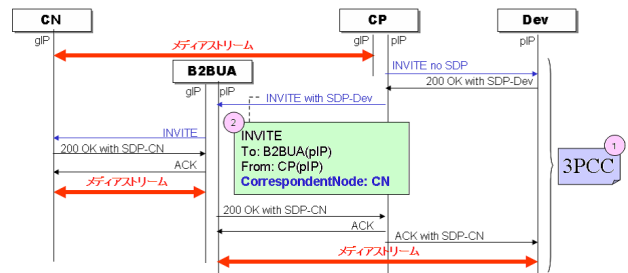 CN
CP
Dev
gIP
gIP
pIP
pIP
メディアストリーム
B2BUA
INVITE no SDP
200 OK with SDP-Dev
gIP
pIP
INVITE with SDP-Dev
2
INVITE
INVITE
To: B2BUA(pIP)
From: CP(pIP)
CorrespondentNode: CN
200 OK with SDP-CN
ACK
メディアストリーム
1
3PCC
200 OK with SDP-CN
ACK
ACK with SDP-CN
メディアストリーム